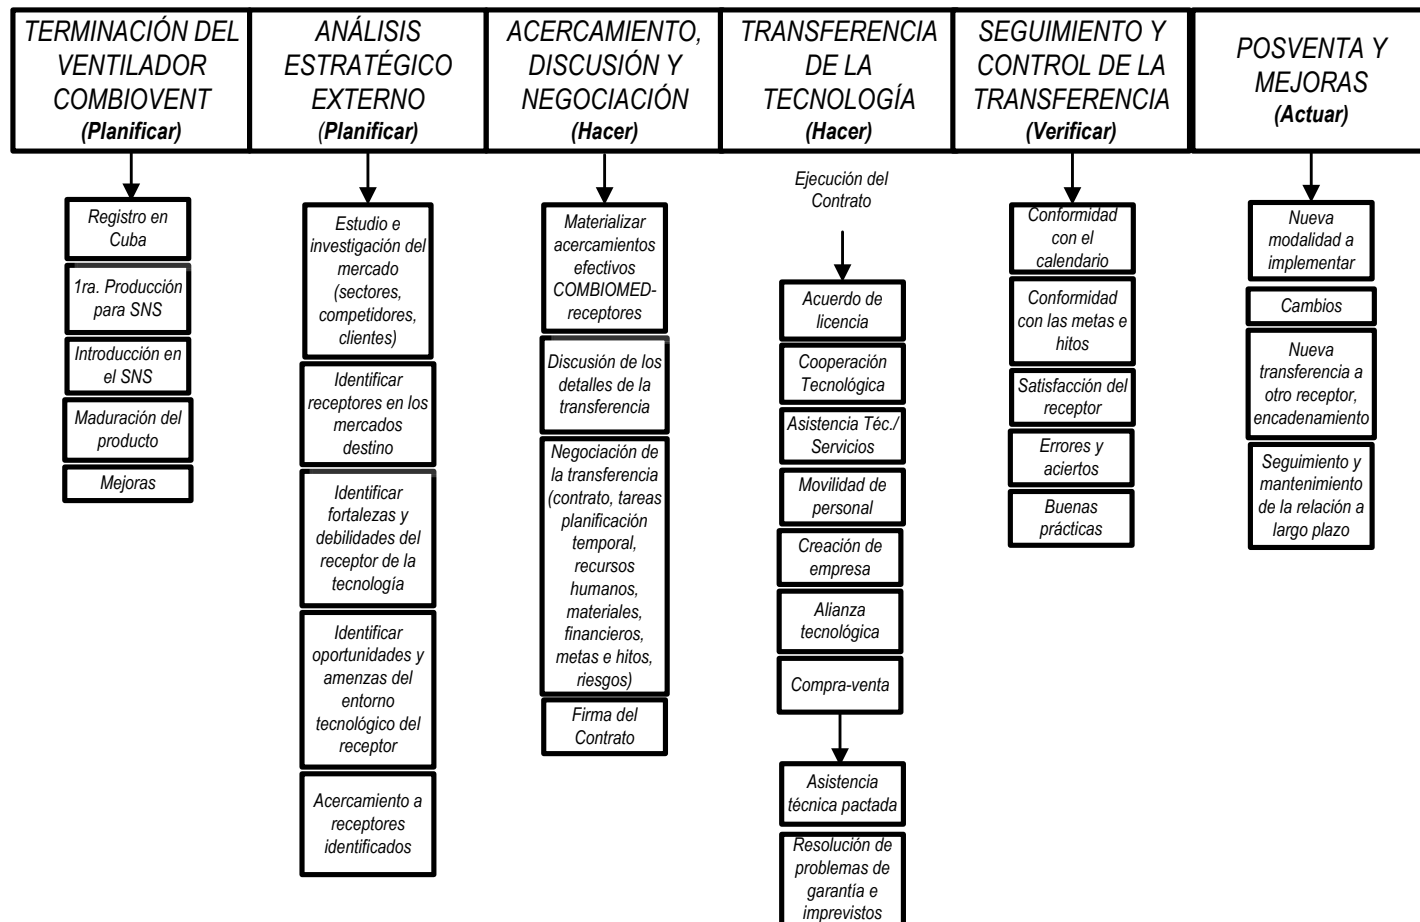 TERMINACIÓN DEL
VENTILADOR
COMBIOVENT
(Planificar)
ANÁLISIS
ESTRATÉGICO
EXTERNO
(Planificar)
ACERCAMIENTO,
DISCUSIÓN Y
NEGOCIACIÓN
(Hacer)
TRANSFERENCIA
DE LA
TECNOLOGÍA
(Hacer)
SEGUIMIENTO Y
CONTROL DE LA
TRANSFERENCIA
(Verificar)
POSVENTA Y
MEJORAS
(Actuar)
Registro en
Cuba
1ra. Producción
para SNS
Introducción en
el SNS
Maduración del
producto
Mejoras
Estudio e
investigación del
mercado
(sectores,
competidores,
clientes)
Identificar
receptores en los
mercados
destino
Identificar
fortalezas y
debilidades del
receptor de la
tecnología
Identificar
oportunidades y
amenzas del
entorno
tecnológico del
receptor
Acercamiento a
receptores
identificados
Materializar
acercamientos
efectivos
COMBIOMED-
receptores
Discusión de los
detalles de la
transferencia
Negociación de
la transferencia
(contrato, tareas
planificación
temporal,
recursos
humanos,
materiales,
financieros,
metas e hitos,
riesgos)
Firma del
Contrato
Ejecución del
Contrato
Acuerdo de
licencia
Cooperación
Tecnológica
Asistencia Téc./
Servicios
Movilidad de
personal
Creación de
empresa
Alianza
tecnológica
Compra-venta
Asistencia
técnica pactada
Resolución de
problemas de
garantía e
imprevistos
Conformidad
con el
calendario
Conformidad
con las metas e
hitos
Satisfacción del
receptor
Errores y
aciertos
Buenas
prácticas
Nueva
modalidad a
implementar
Cambios
Nueva
transferencia a
otro receptor,
encadenamiento
Seguimiento y
mantenimiento
de la relación a
largo plazo